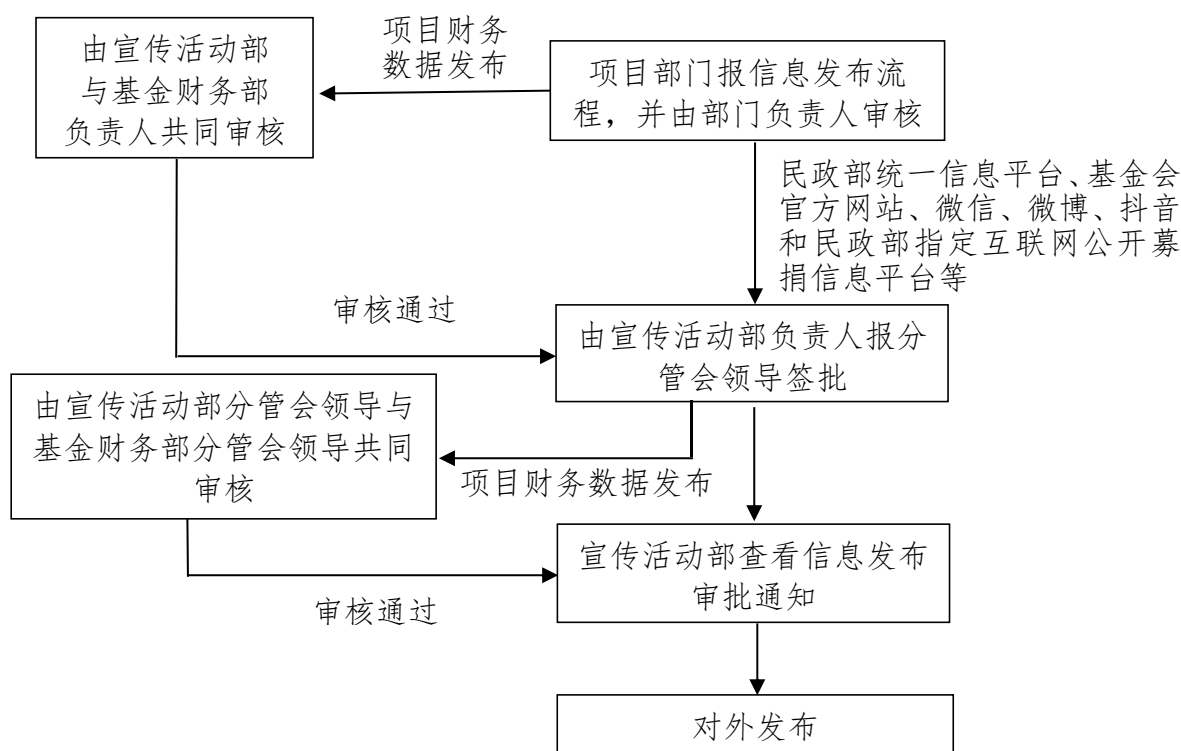 由宣传活动部
与基金财务部
负责人共同审核
项目财务
数据发布
项目部门报信息发布流
程，并由部门负责人审核
民政部统一信息平台、基金会
官方网站、微信、微博、抖音
和民政部指定互联网公开募
捐信息平台等
审核通过
由宣传活动部负责人报分
管会领导签批
由宣传活动部分管会领导与
基金财务部分管会领导共同
审核
项目财务数据发布
宣传活动部查看信息发布
审批通知
审核通过
对外发布